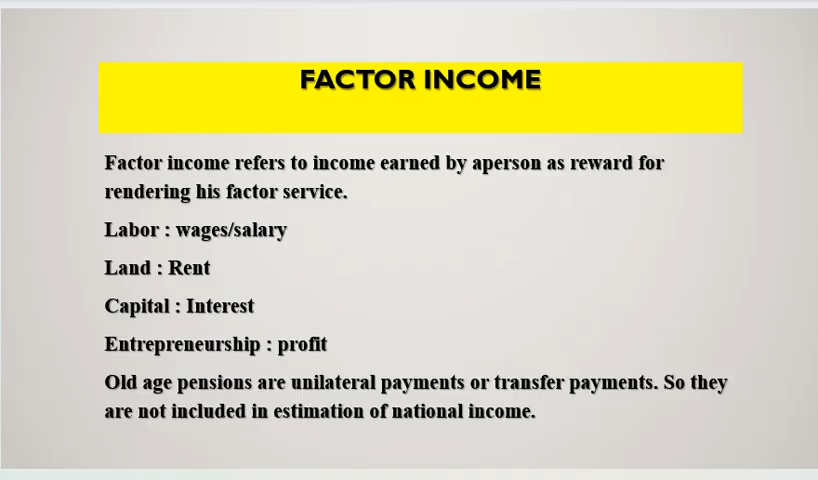 FACTOR INCOME
Factor income refers to income earned by aperson as reward for
rendering his factor service.
Labor : wages/salary
Land : Rent
Capital : Interest
Entrepreneurship : profit
Old age pensions are unilateral payments or transfer payments. So they
are not included in estimation of national income.